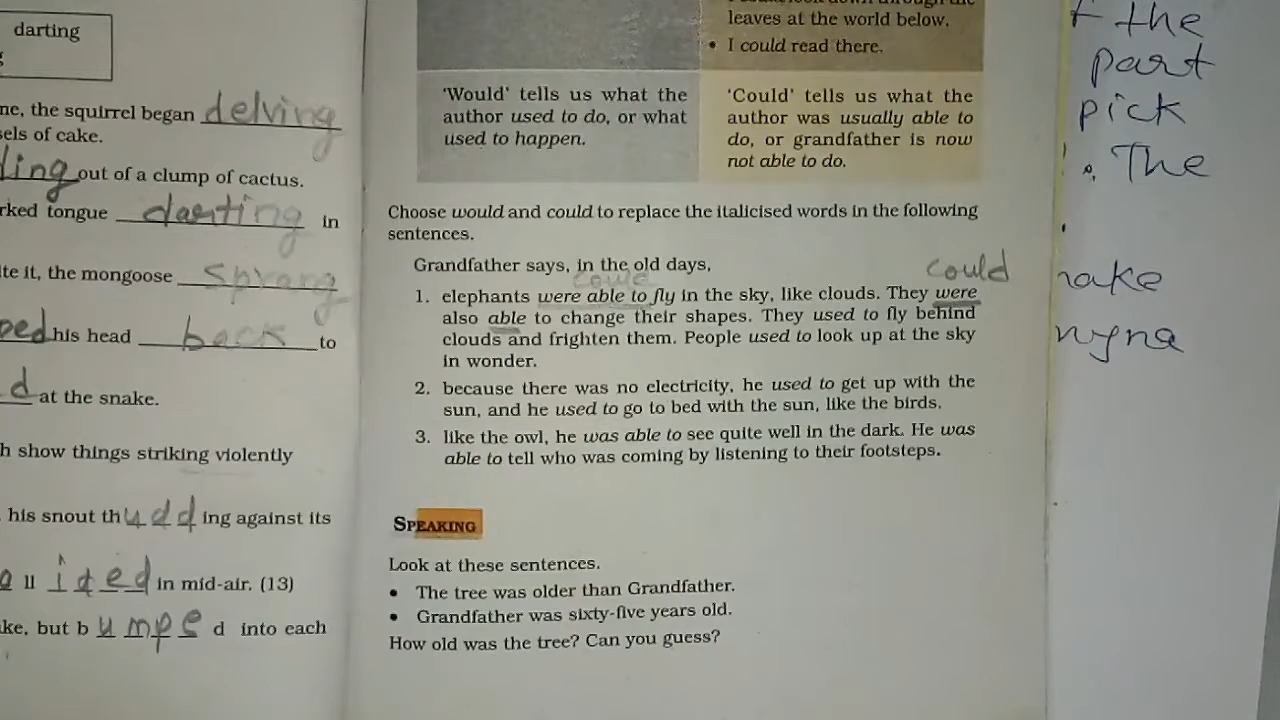 darting
ne, the squirrel began delving
sels of cake.
ding out of a clump of cactus.
rked tongue darting in
ite it, the mongoose sprang
ped his head back to
d at the snake.
h show things striking violently
his snout thudding against its
a ll ided in mid-air. (13)
ke, but b umpe d into each
leaves at the world below.
• I could read there.
'Would' tells us what the
author used to do, or what
used to happen.
'Could' tells us what the
author was usually able to
do, or grandfather is now
not able to do.
Choose would and could to replace the italicised words in the following
sentences.
Grandfather says, in the old days,
could
could
1. elephants were able to fly in the sky, like clouds. They were
also able to change their shapes. They used to fly behind
clouds and frighten them. People used to look up at the sky
in wonder.
2. because there was no electricity, he used to get up with the
sun, and he used to go to bed with the sun, like the birds.
3. like the owl, he was able to see quite well in the dark. He was
able to tell who was coming by listening to their footsteps.
SPEAKING
Look at these sentences.
• The tree was older than Grandfather.
• Grandfather was sixty-five years old.
How old was the tree? Can you guess?
the
part
pick
. The
nake
nyna